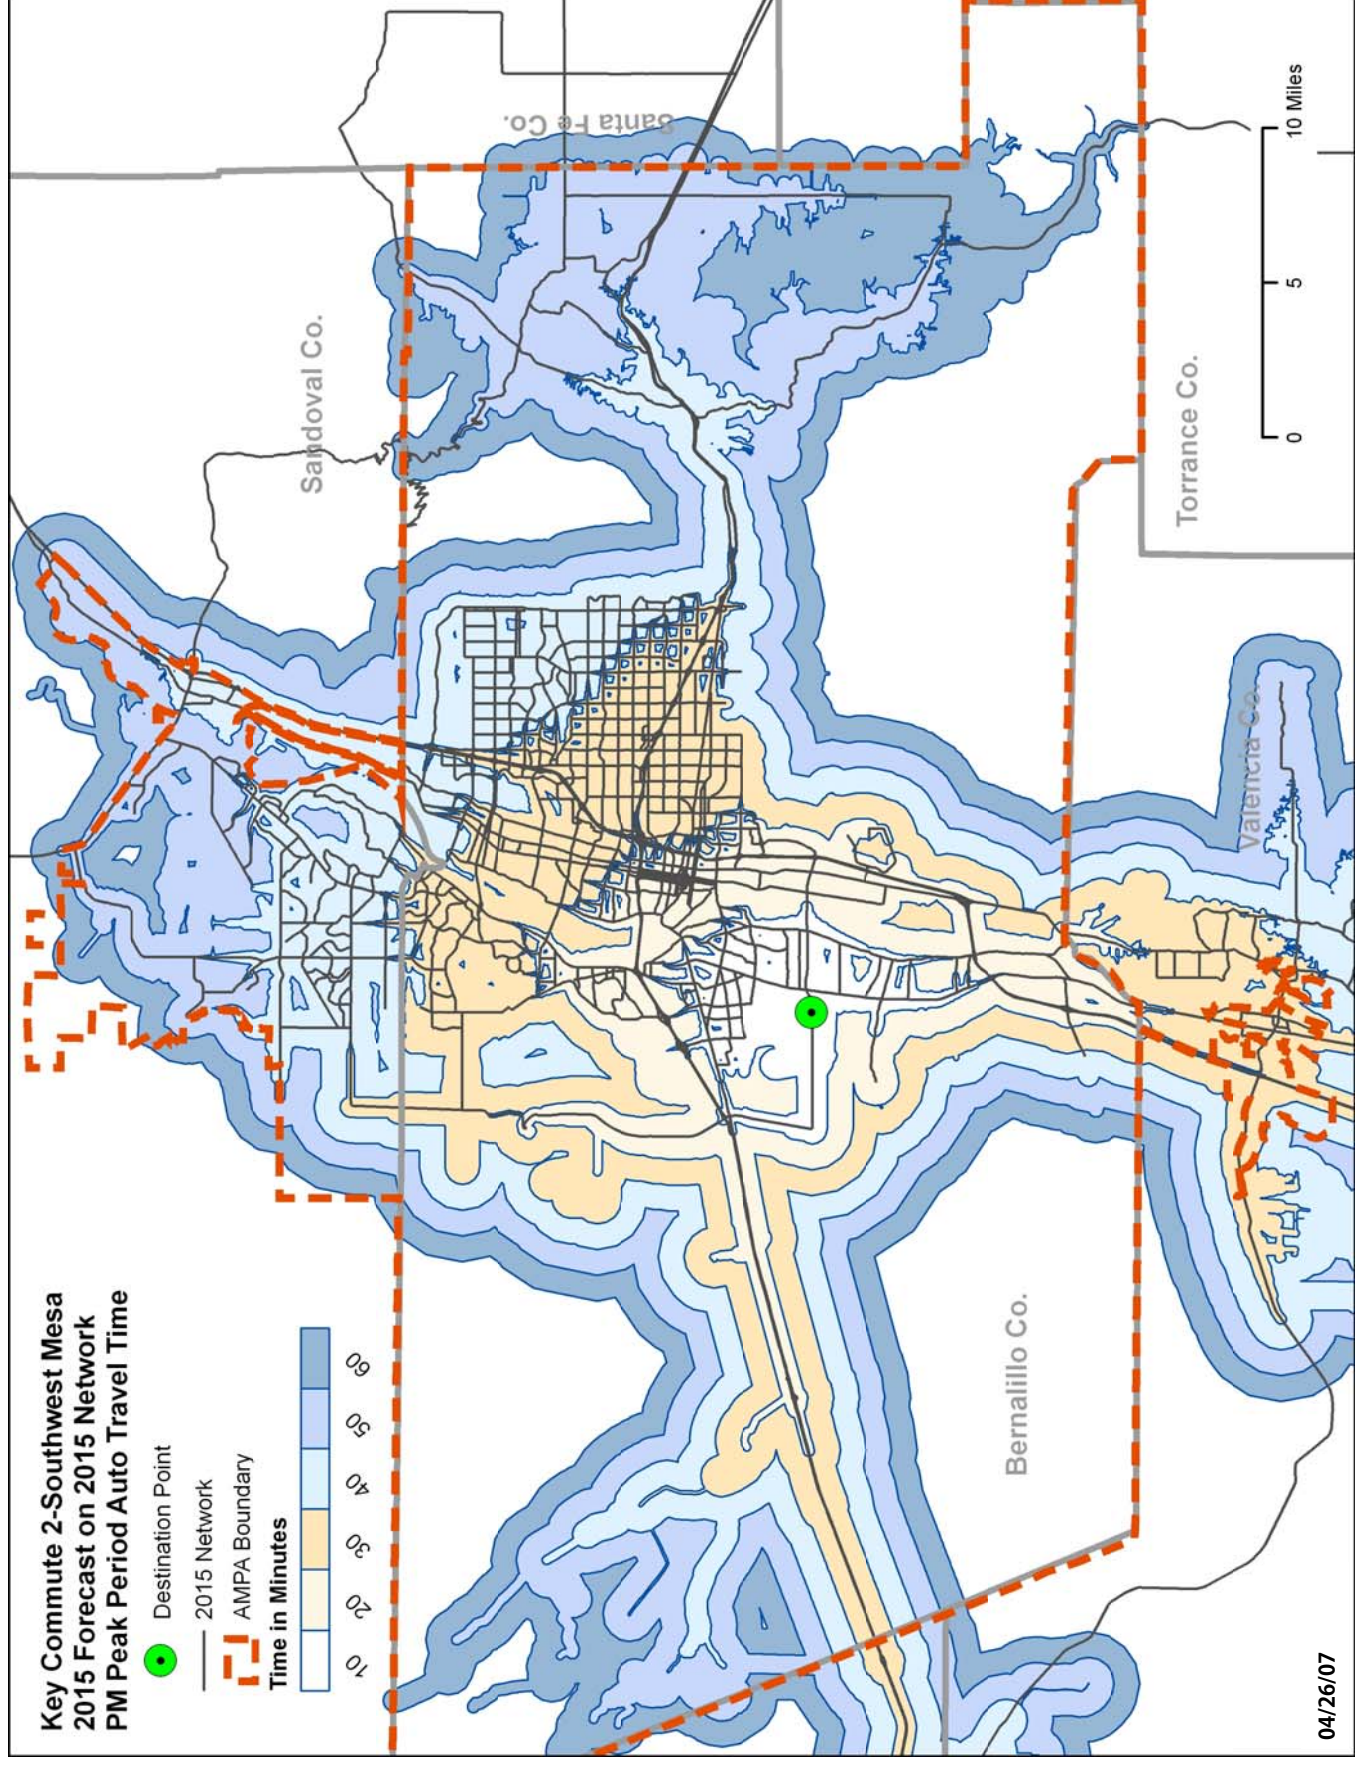 Key Commute 2-Southwest Mesa
2015 Forecast on 2015 Network
PM Peak Period Auto Travel Time
Destination Point
2015 Network
AMPA Boundary
Time in Minutes
10 20 30 40 50 60
Sandoval Co.
Santa Fe Co.
Bernalillo Co.
Torrance Co.
Valencia Co.
0 5 10 Miles
04/26/07